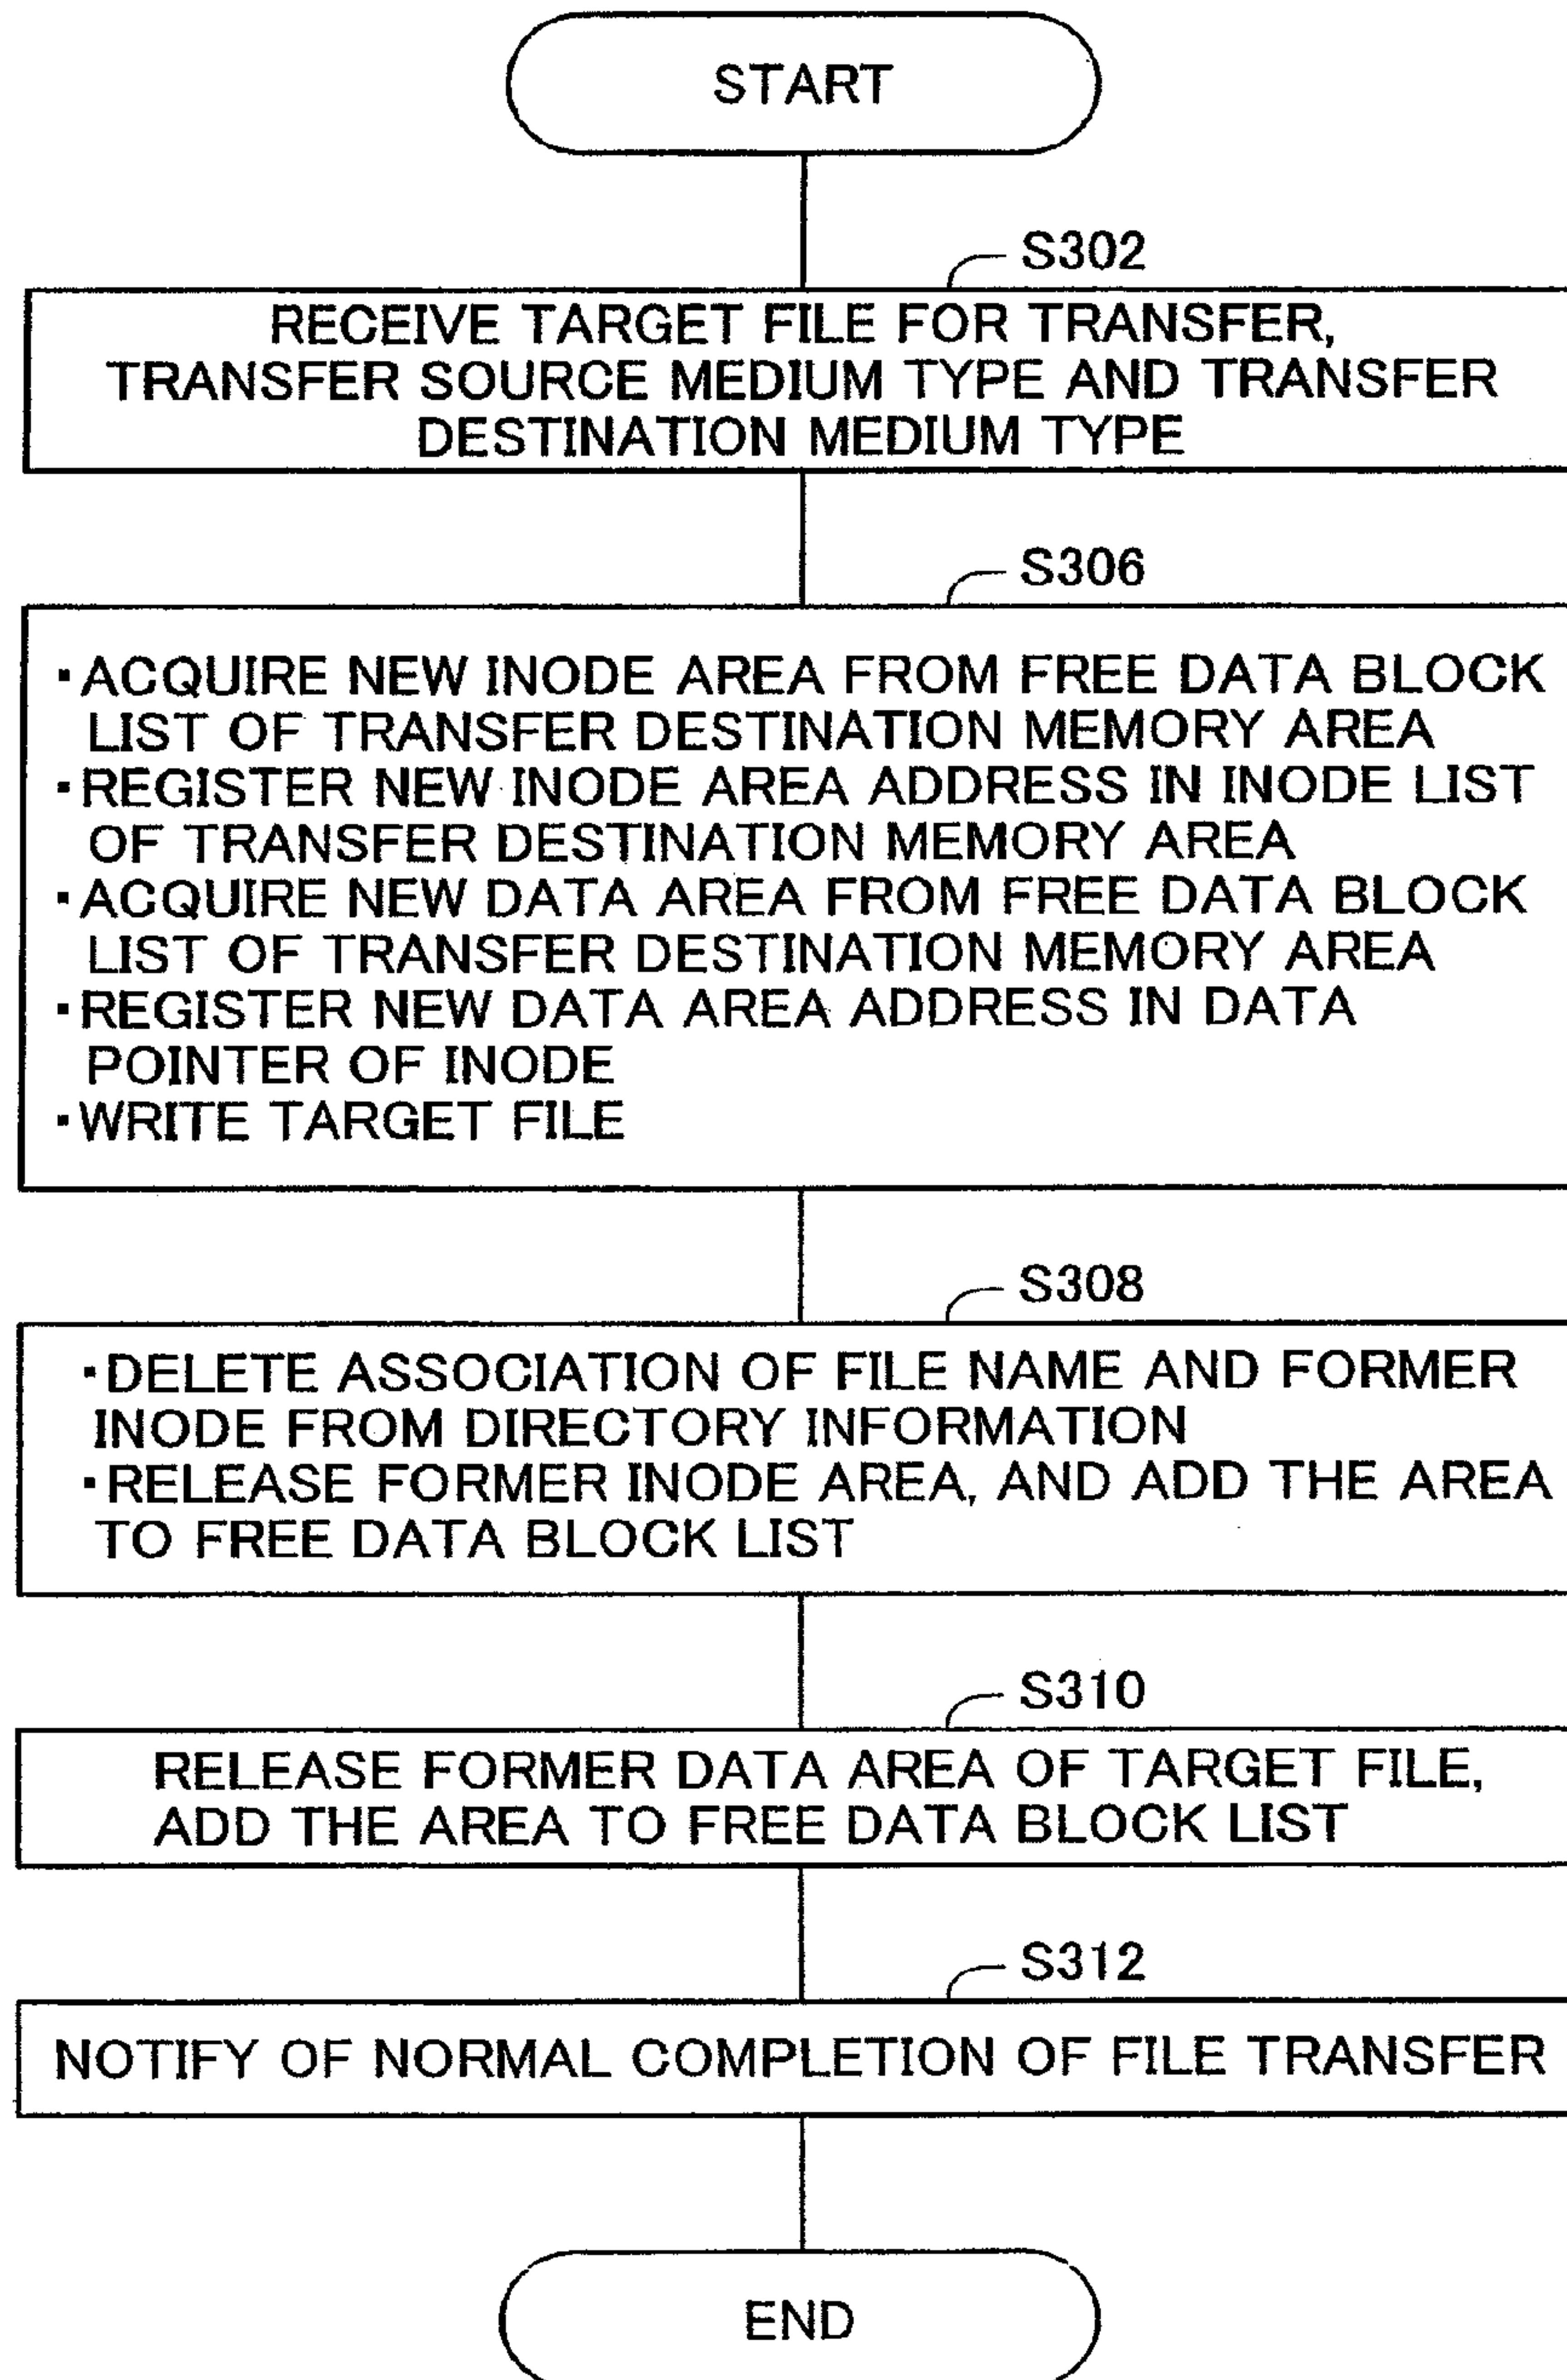 START
S302
RECEIVE TARGET FILE FOR TRANSFER,
TRANSFER SOURCE MEDIUM TYPE AND TRANSFER
DESTINATION MEDIUM TYPE
S306
·ACQUIRE NEW INODE AREA FROM FREE DATA BLOCK
LIST OF TRANSFER DESTINATION MEMORY AREA
·REGISTER NEW INODE AREA ADDRESS IN INODE LIST
OF TRANSFER DESTINATION MEMORY AREA
·ACQUIRE NEW DATA AREA FROM FREE DATA BLOCK
LIST OF TRANSFER DESTINATION MEMORY AREA
·REGISTER NEW DATA AREA ADDRESS IN DATA
POINTER OF INODE
·WRITE TARGET FILE
S308
·DELETE ASSOCIATION OF FILE NAME AND FORMER
INODE FROM DIRECTORY INFORMATION
·RELEASE FORMER INODE AREA, AND ADD THE AREA
TO FREE DATA BLOCK LIST
S310
RELEASE FORMER DATA AREA OF TARGET FILE,
ADD THE AREA TO FREE DATA BLOCK LIST
S312
NOTIFY OF NORMAL COMPLETION OF FILE TRANSFER
END